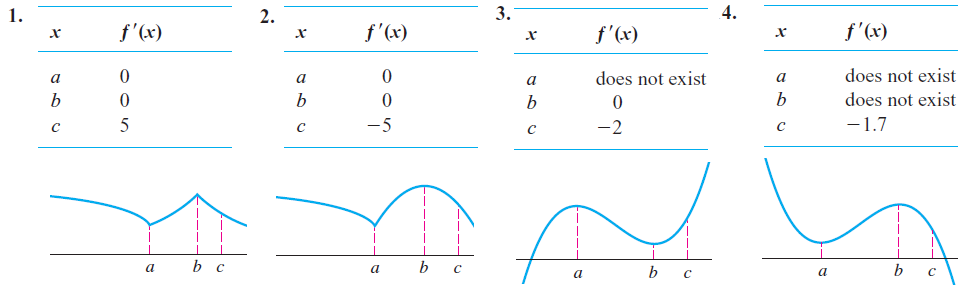 1.
x f'(x)
a 0
b 0
c 5
a b c
2.
x f'(x)
a 0
b 0
c −5
a b c
3.
x f'(x)
a does not exist
b 0
c −2
a b c
4.
x f'(x)
a does not exist
b does not exist
c −1.7
a b c